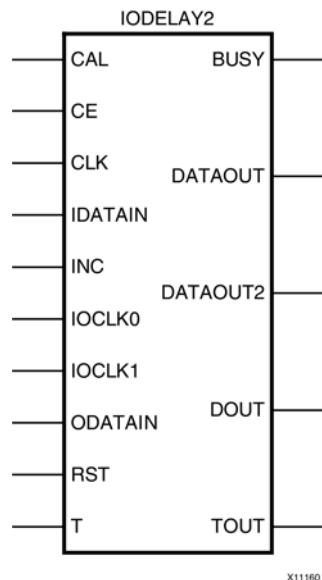 IODELAY2
CAL BUSY
CE
CLK
DATAOUT
IDATAIN
INC
DATAOUT2
IOCLK0
IOCLK1
DOUT
ODATAIN
RST
T TOUT
X11160